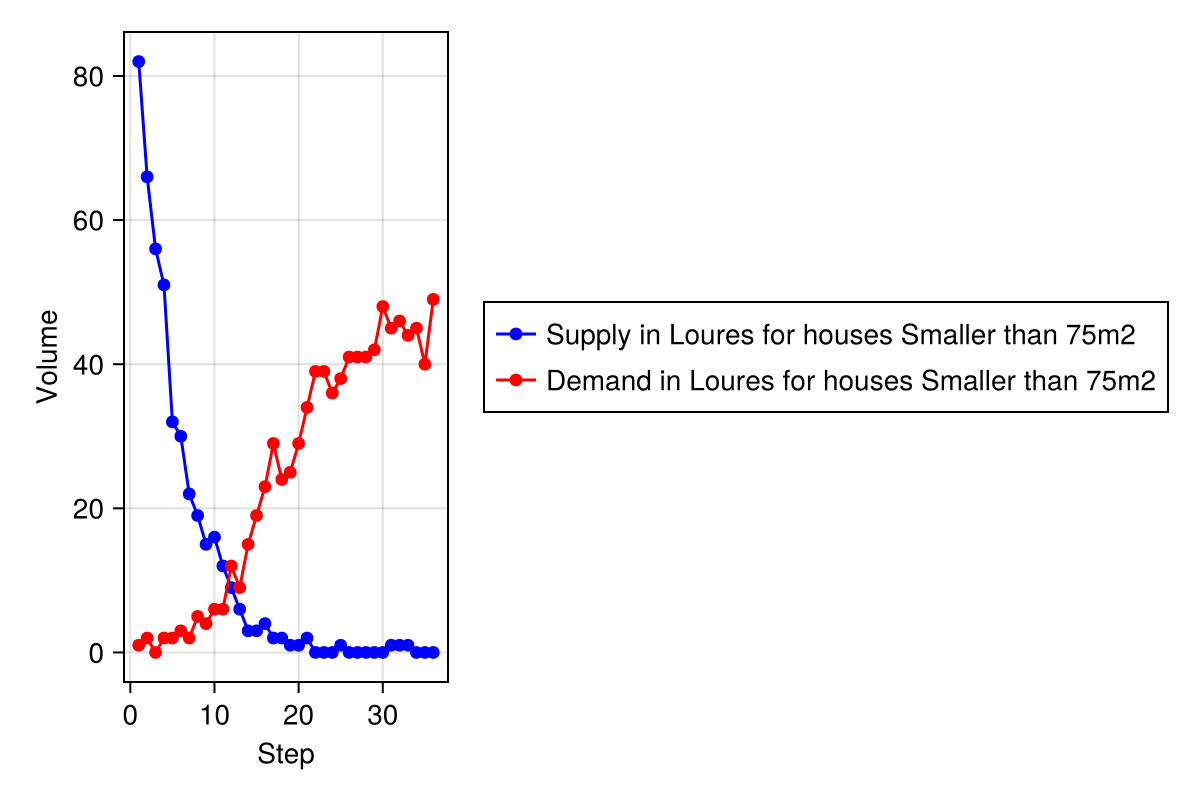 80
60
40
20
0
Volume
0 10 20 30
Step
Supply in Loures for houses Smaller than 75m2
Demand in Loures for houses Smaller than 75m2